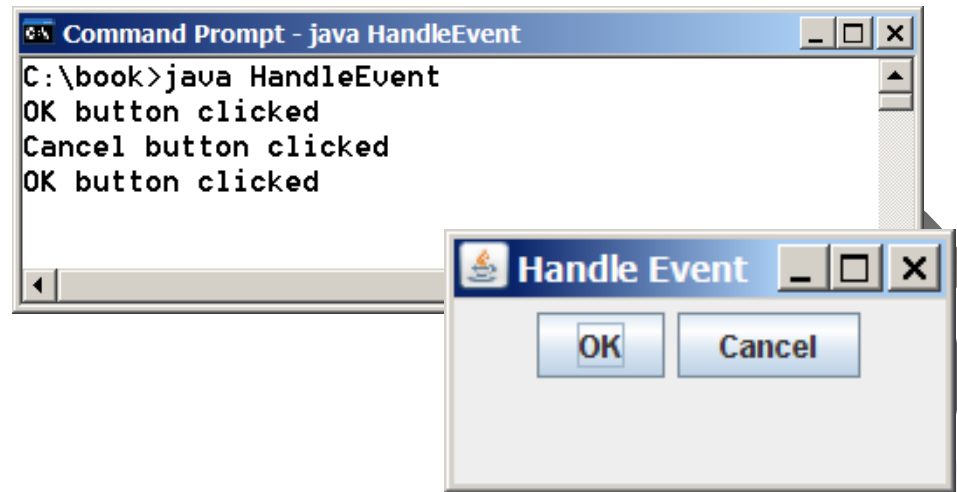 Command Prompt - java HandleEvent
C:\book>java HandleEvent
OK button clicked
Cancel button clicked
OK button clicked
Handle Event
OK Cancel